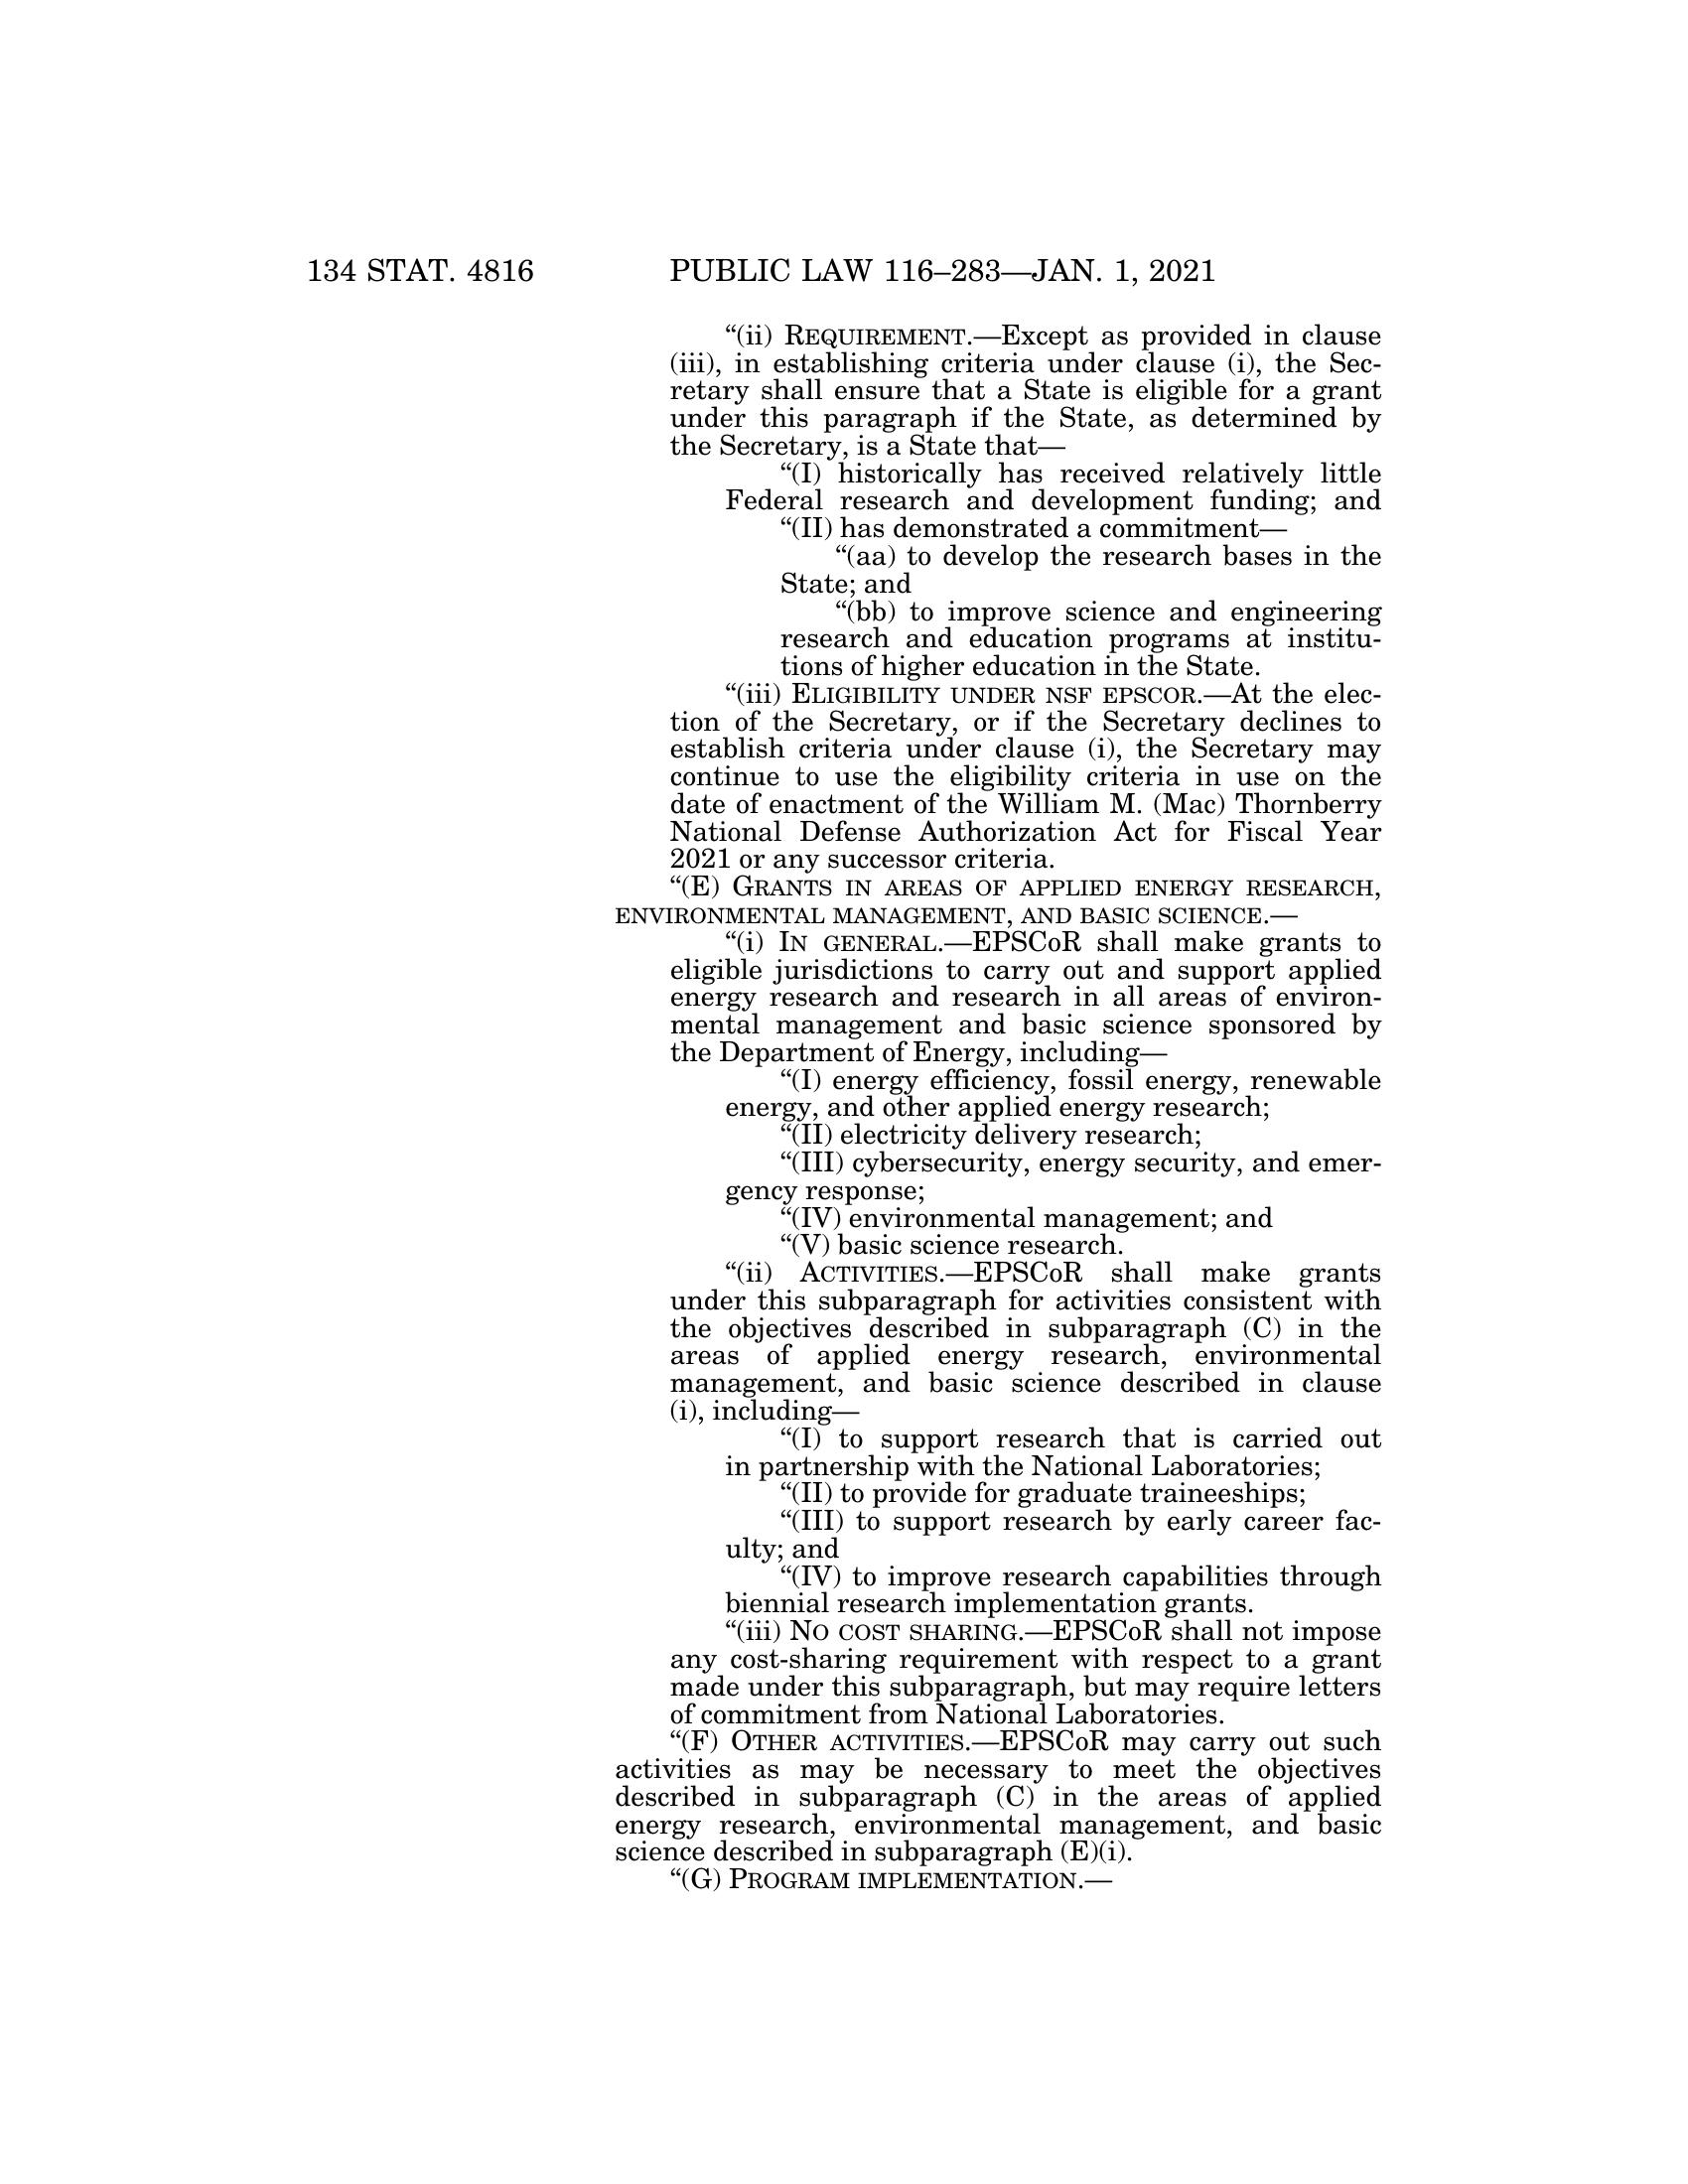 134 STAT. 4816
PUBLIC LAW 116–283—JAN. 1, 2021
“(ii) REQUIREMENT.—Except as provided in clause
(iii), in establishing criteria under clause (i), the Sec-
retary shall ensure that a State is eligible for a grant
under this paragraph if the State, as determined by
the Secretary, is a State that—
“(I) historically has received relatively little
Federal research and development funding; and
“(II) has demonstrated a commitment—
“(aa) to develop the research bases in the
State; and
“(bb) to improve science and engineering
research and education programs at institu-
tions of higher education in the State.
“(iii) ELIGIBILITY UNDER NSF EPSCOR.—At the elec-
tion of the Secretary, or if the Secretary declines to
establish criteria under clause (i), the Secretary may
continue to use the eligibility criteria in use on the
date of enactment of the William M. (Mac) Thornberry
National Defense Authorization Act for Fiscal Year
2021 or any successor criteria.
“(E) GRANTS IN AREAS OF APPLIED ENERGY RESEARCH,
ENVIRONMENTAL MANAGEMENT, AND BASIC SCIENCE.—
“(i) IN GENERAL.—EPSCoR shall make grants to
eligible jurisdictions to carry out and support applied
energy research and research in all areas of environ-
mental management and basic science sponsored by
the Department of Energy, including—
“(I) energy efficiency, fossil energy, renewable
energy, and other applied energy research;
“(II) electricity delivery research;
“(III) cybersecurity, energy security, and emer-
gency response;
“(IV) environmental management; and
“(V) basic science research.
“(ii) ACTIVITIES.—EPSCoR shall make grants
under this subparagraph for activities consistent with
the objectives described in subparagraph (C) in the
areas of applied energy research, environmental
management, and basic science described in clause
(i), including—
“(I) to support research that is carried out
in partnership with the National Laboratories;
“(II) to provide for graduate traineeships;
“(III) to support research by early career fac-
ulty; and
“(IV) to improve research capabilities through
biennial research implementation grants.
“(iii) NO COST SHARING.—EPSCoR shall not impose
any cost-sharing requirement with respect to a grant
made under this subparagraph, but may require letters
of commitment from National Laboratories.
“(F) OTHER ACTIVITIES.—EPSCoR may carry out such
activities as may be necessary to meet the objectives
described in subparagraph (C) in the areas of applied
energy research, environmental management, and basic
science described in subparagraph (E)(i).
“(G) PROGRAM IMPLEMENTATION.—